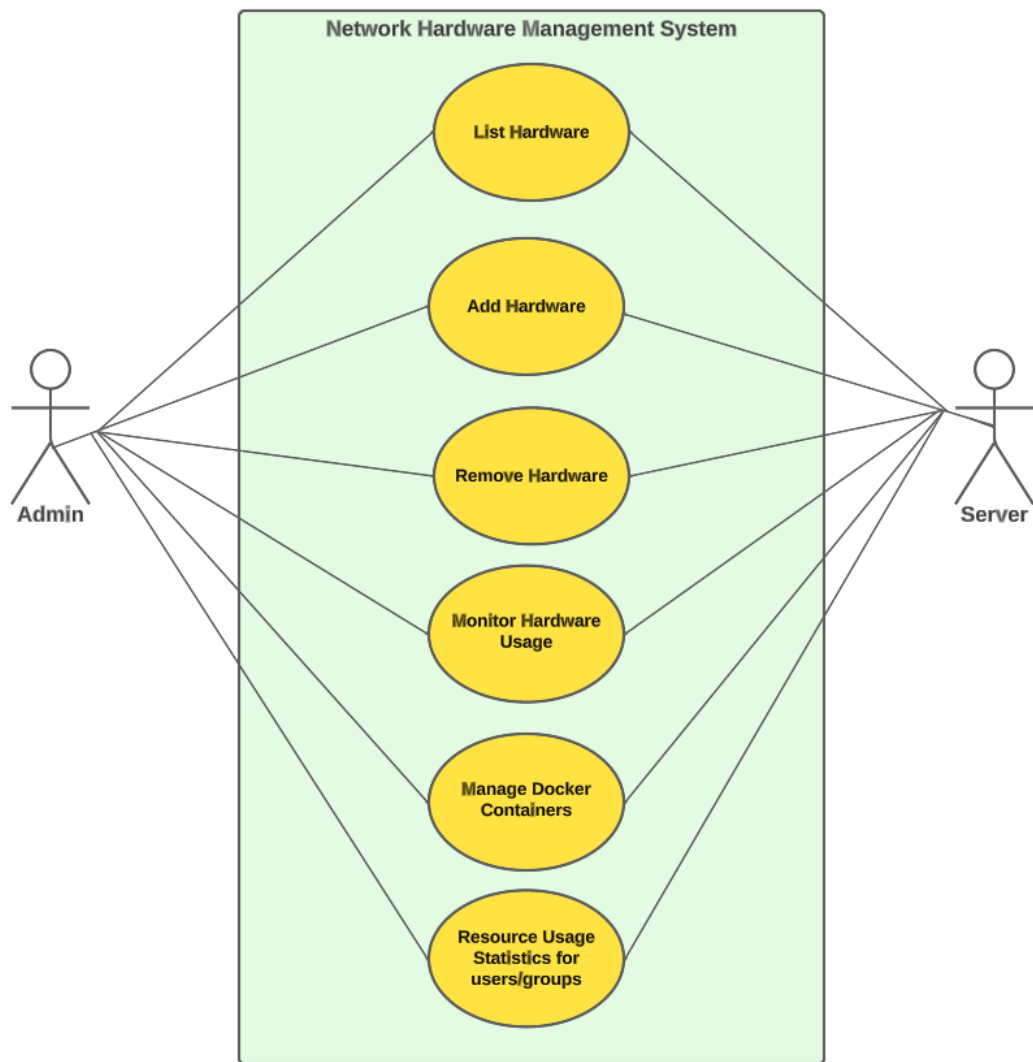 Network Hardware Management System
List Hardware
Add Hardware
Remove Hardware
Admin
Server
Monitor Hardware
Usage
Manage Docker
Containers
Resource Usage
Statistics for
users/groups